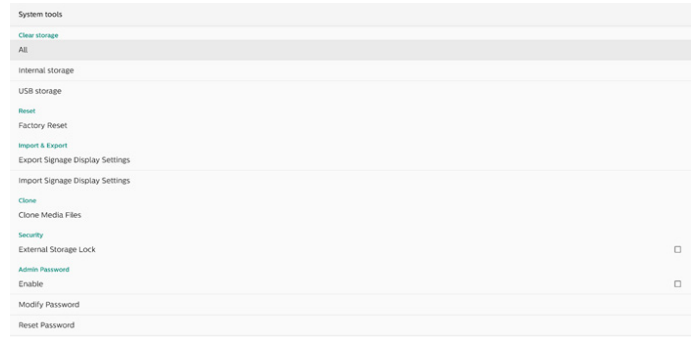 System tools
Clear storage
All
Internal storage
USB storage
Reset
Factory Reset
Import & Export
Export Signage Display Settings
Import Signage Display Settings
Clone
Clone Media Files
Security
External Storage Lock
Admin Password
Enable
Modify Password
Reset Password